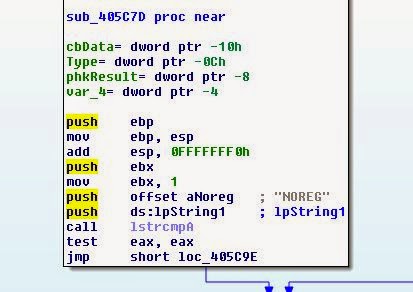 sub_405C7D proc near
cbData= dword ptr -10h
Type= dword ptr -0Ch
phkResult= dword ptr -8
var_4= dword ptr -4
push ebp
mov ebp, esp
add esp, 0FFFFFFF0h
push ebx
mov ebx, 1
push offset aNoreg ; "NOREG"
push ds:lpString1 ; lpString1
call lstrcmpA
test eax, eax
jmp short loc_405C9E